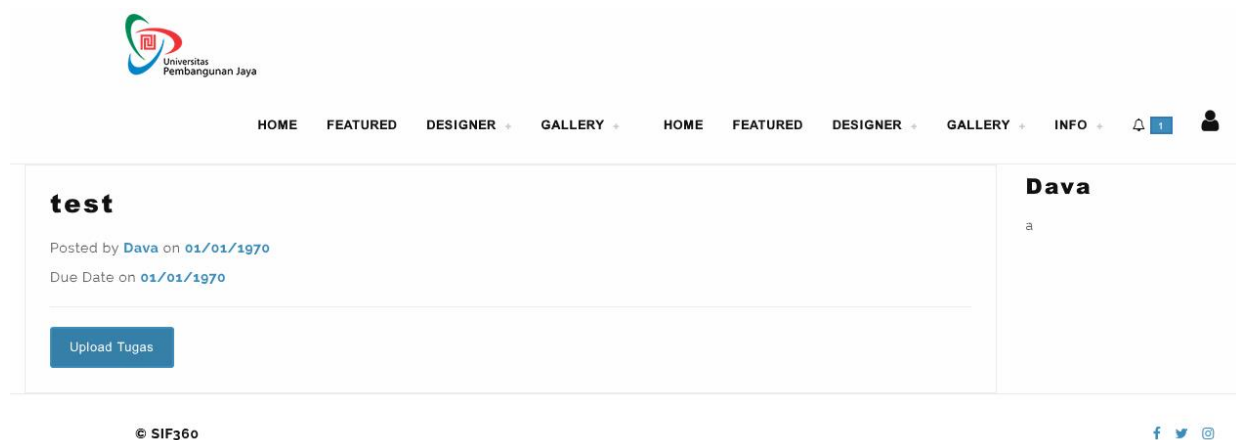 Universitas
Pembangunan Jaya
HOME FEATURED DESIGNER + GALLERY + HOME FEATURED DESIGNER + GALLERY + INFO + 1
test
Posted by Dava on 01/01/1970
Due Date on 01/01/1970
Upload Tugas
Dava
a
© SIF360